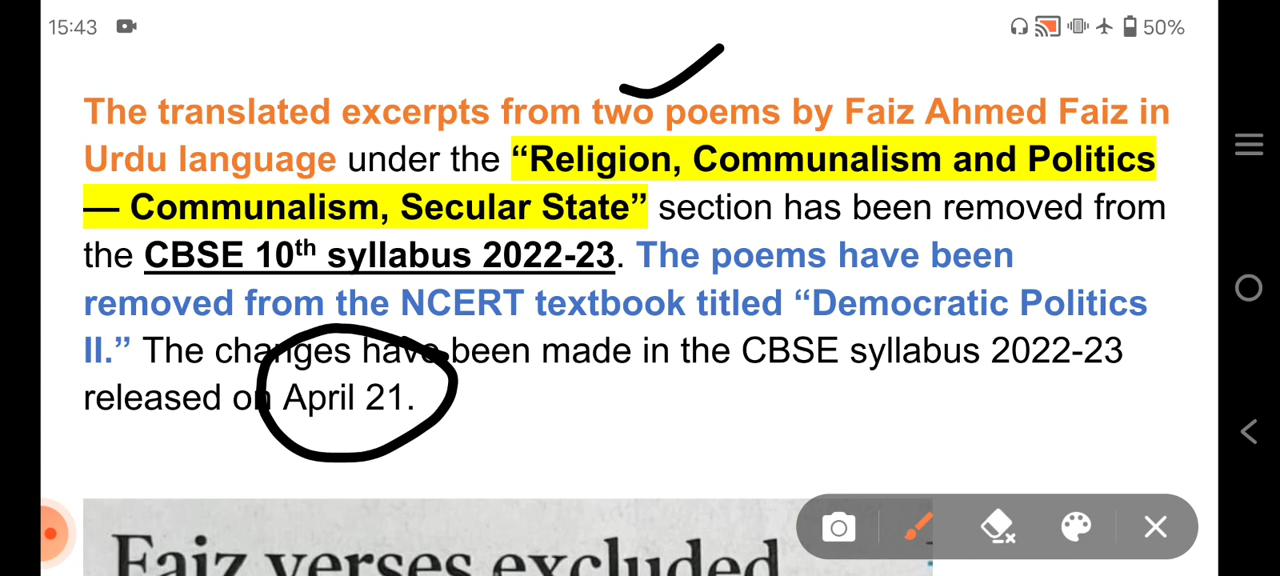 15:43
50%
The translated excerpts from two poems by Faiz Ahmed Faiz in
Urdu language under the “Religion, Communalism and Politics
— Communalism, Secular State” section has been removed from
the CBSE 10th syllabus 2022-23. The poems have been
removed from the NCERT textbook titled “Democratic Politics
II.” The changes have been made in the CBSE syllabus 2022-23
released on April 21.
Faiz verses excluded